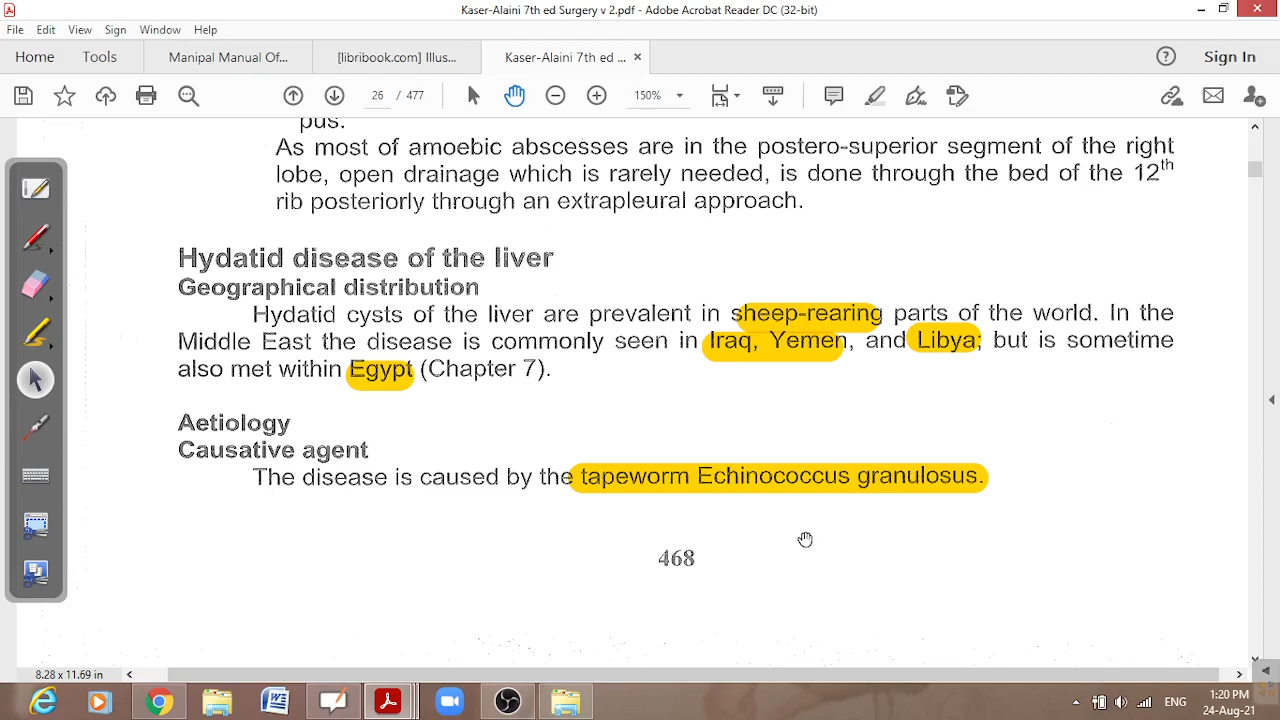 Kaser-Alaini 7th ed Surgery v 2.pdf - Adobe Acrobat Reader DC (32-bit)
File Edit View Sign Window Help
Home Tools Manipal Manual Of... [libribook.com] Illus... Kaser-Alaini 7th ed ... × Sign In
26 / 477 150%
pus.
As most of amoebic abscesses are in the postero-superior segment of the right
lobe, open drainage which is rarely needed, is done through the bed of the 12th
rib posteriorly through an extrapleural approach.
Hydatid disease of the liver
Geographical distribution
Hydatid cysts of the liver are prevalent in sheep-rearing parts of the world. In the
Middle East the disease is commonly seen in Iraq, Yemen, and Libya; but is sometime
also met within Egypt (Chapter 7).
Aetiology
Causative agent
The disease is caused by the tapeworm Echinococcus granulosus.
468
8.28 x 11.69 in
ENG
1:20 PM
24-Aug-21